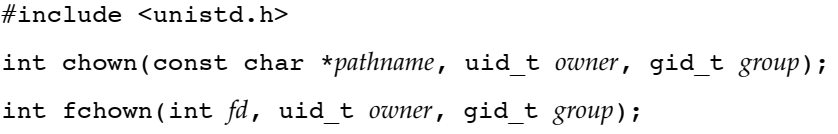 #include <unistd.h>
int chown(const char *pathname, uid_t owner, gid_t group);
int fchown(int fd, uid_t owner, gid_t group);